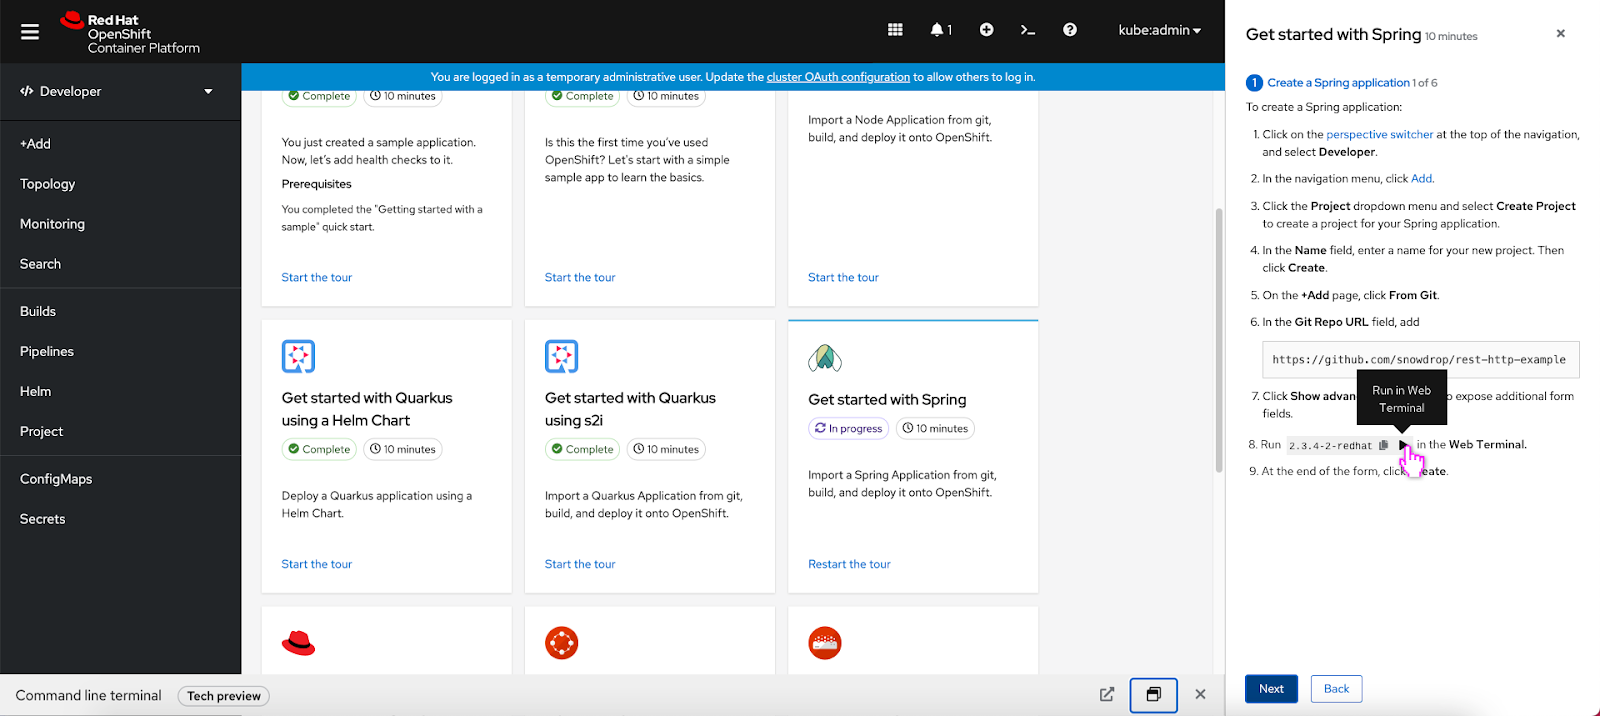 Red Hat
OpenShift
Container Platform
1
kube:admin
Developer
+Add
Topology
Monitoring
Search
Builds
Pipelines
Helm
Project
ConfigMaps
Secrets
You are logged in as a temporary administrative user. Update the cluster OAuth configuration to allow others to log in.
Complete
10 minutes
You just created a sample application.
Now, let's add health checks to it.
Prerequisites
You completed the "Getting started with a
sample" quick start.
Start the tour
Complete
10 minutes
Is this the first time you've used
OpenShift? Let's start with a simple
sample app to learn the basics.
Start the tour
Import a Node Application from git,
build, and deploy it onto OpenShift.
Start the tour
Get started with Quarkus
using a Helm Chart
Complete
10 minutes
Deploy a Quarkus application using a
Helm Chart.
Start the tour
Get started with Quarkus
using s2i
Complete
10 minutes
Import a Quarkus Application from git,
build, and deploy it onto OpenShift.
Start the tour
Get started with Spring
In progress
10 minutes
Import a Spring Application from git,
build, and deploy it onto OpenShift.
Restart the tour
Command line terminal
Tech preview
Get started with Spring 10 minutes
1 Create a Spring application 1 of 6
To create a Spring application:
1. Click on the perspective switcher at the top of the navigation,
and select Developer.
2. In the navigation menu, click Add.
3. Click the Project dropdown menu and select Create Project
to create a project for your Spring application.
4. In the Name field, enter a name for your new project. Then
click Create.
5. On the +Add page, click From Git.
6. In the Git Repo URL field, add
https://github.com/snowdrop/rest-http-example
Run in Web
Terminal
7. Click Show advan o expose additional form
fields.
8. Run 2.3.4-2-redhat in the Web Terminal.
9. At the end of the form, click eate.
Next
Back